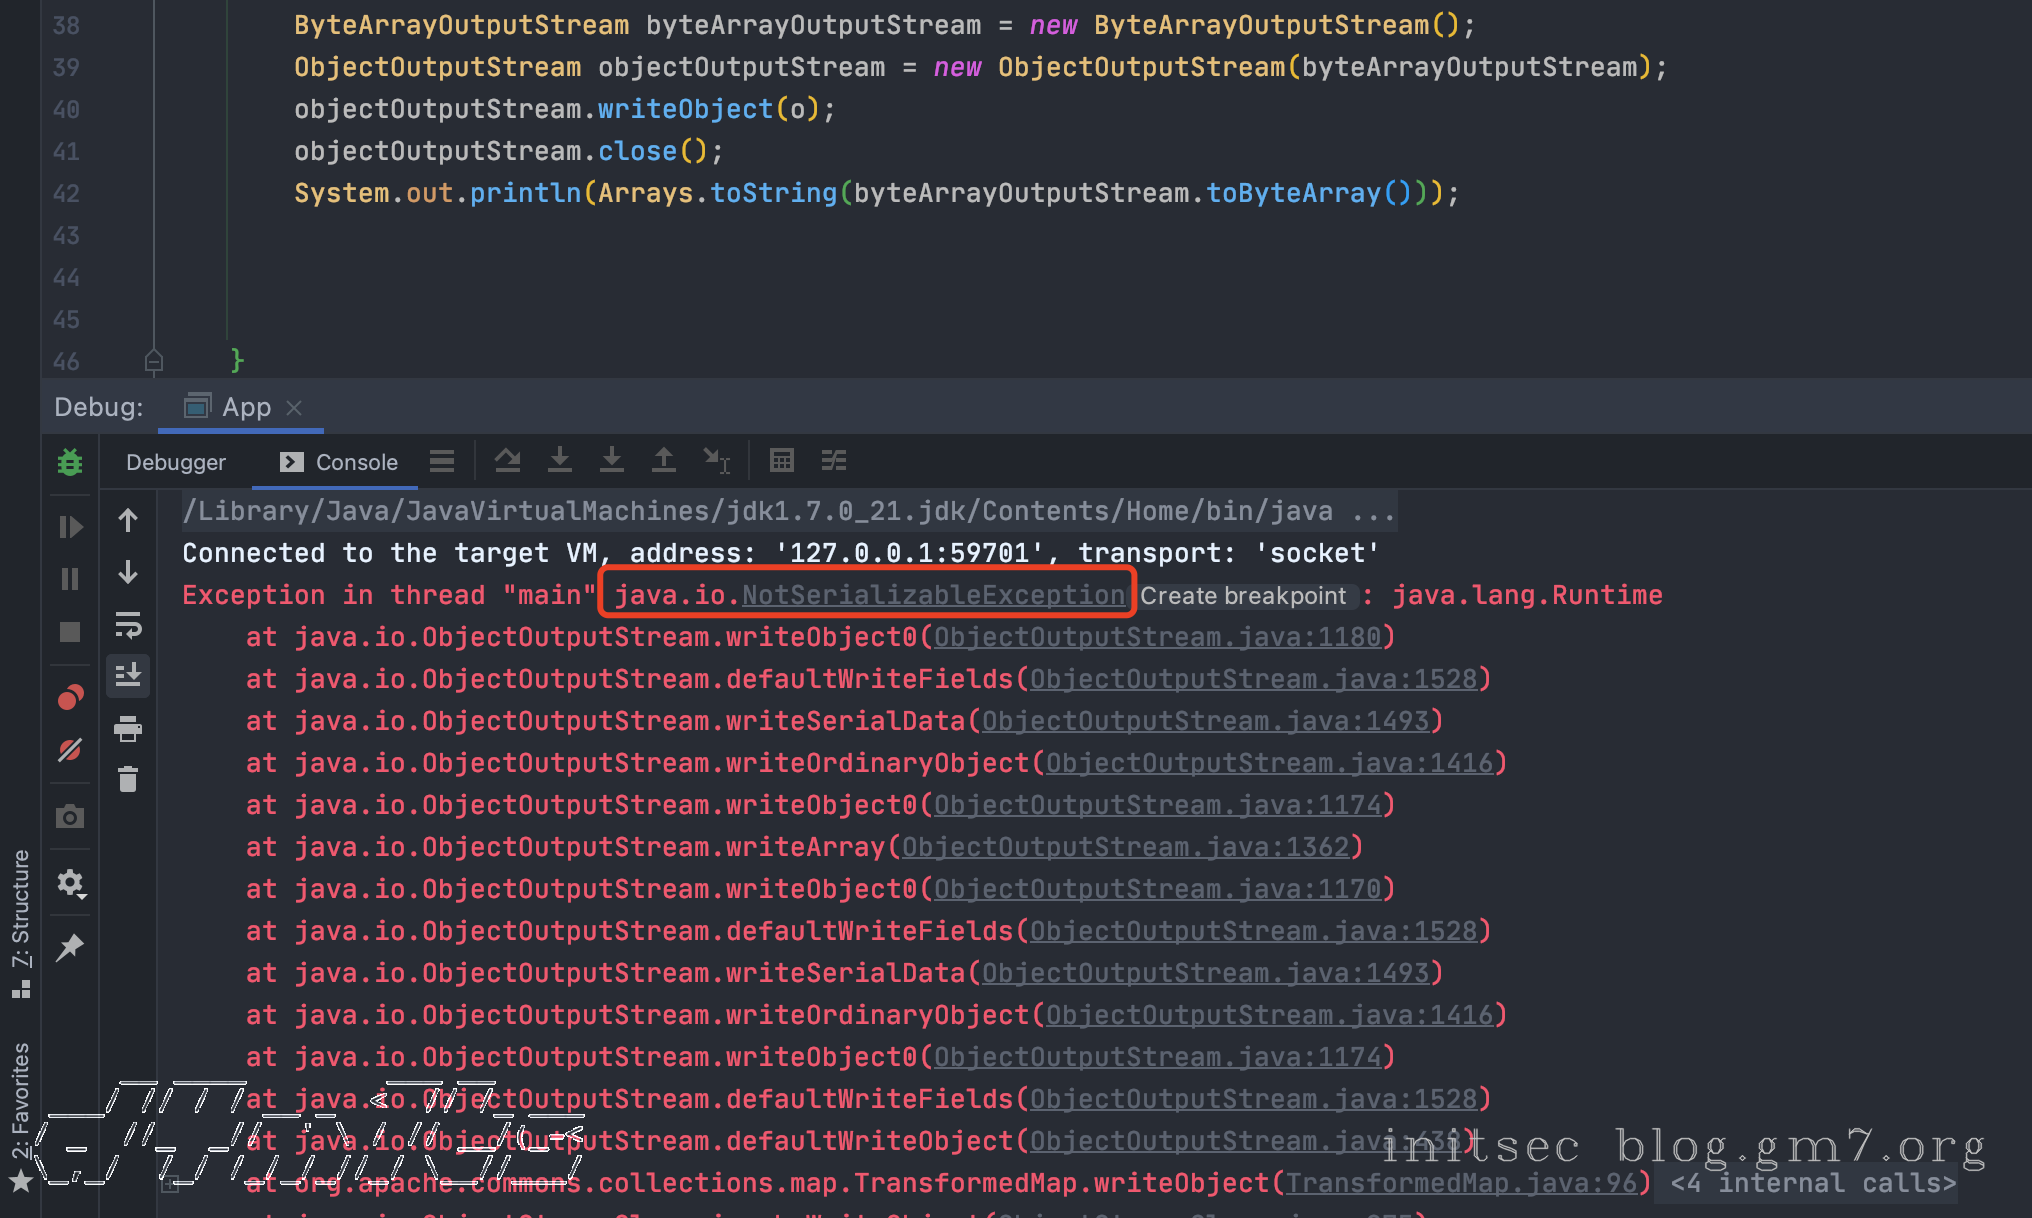 38 ByteArrayOutputStream byteArrayOutputStream = new ByteArrayOutputStream();
39 ObjectOutputStream objectOutputStream = new ObjectOutputStream(byteArrayOutputStream);
40 objectOutputStream.writeObject(o);
41 objectOutputStream.close();
42 System.out.println(Arrays.toString(byteArrayOutputStream.toByteArray()));
43
44
45
46 }
Debug: App
Debugger Console
/Library/Java/JavaVirtualMachines/jdk1.7.0_21.jdk/Contents/Home/bin/java ...
Connected to the target VM, address: '127.0.0.1:59701', transport: 'socket'
Exception in thread "main" java.io.NotSerializableException Create breakpoint : java.lang.Runtime
at java.io.ObjectOutputStream.writeObject0(ObjectOutputStream.java:1180)
at java.io.ObjectOutputStream.defaultWriteFields(ObjectOutputStream.java:1528)
at java.io.ObjectOutputStream.writeSerialData(ObjectOutputStream.java:1493)
at java.io.ObjectOutputStream.writeOrdinaryObject(ObjectOutputStream.java:1416)
at java.io.ObjectOutputStream.writeObject0(ObjectOutputStream.java:1174)
at java.io.ObjectOutputStream.writeArray(ObjectOutputStream.java:1362)
at java.io.ObjectOutputStream.writeObject0(ObjectOutputStream.java:1170)
at java.io.ObjectOutputStream.defaultWriteFields(ObjectOutputStream.java:1528)
at java.io.ObjectOutputStream.writeSerialData(ObjectOutputStream.java:1493)
at java.io.ObjectOutputStream.writeOrdinaryObject(ObjectOutputStream.java:1416)
at java.io.ObjectOutputStream.writeObject0(ObjectOutputStream.java:1174)
at java.io.ObjectOutputStream.defaultWriteFields(ObjectOutputStream.java:1528)
at java.io.ObjectOutputStream.defaultWriteObject(ObjectOutputStream.java:438)
at org.apache.commons.collections.map.TransformedMap.writeObject(TransformedMap.java:96) <4 internal calls>
7: Structure
2: Favorites
initsec blog.gm7.org